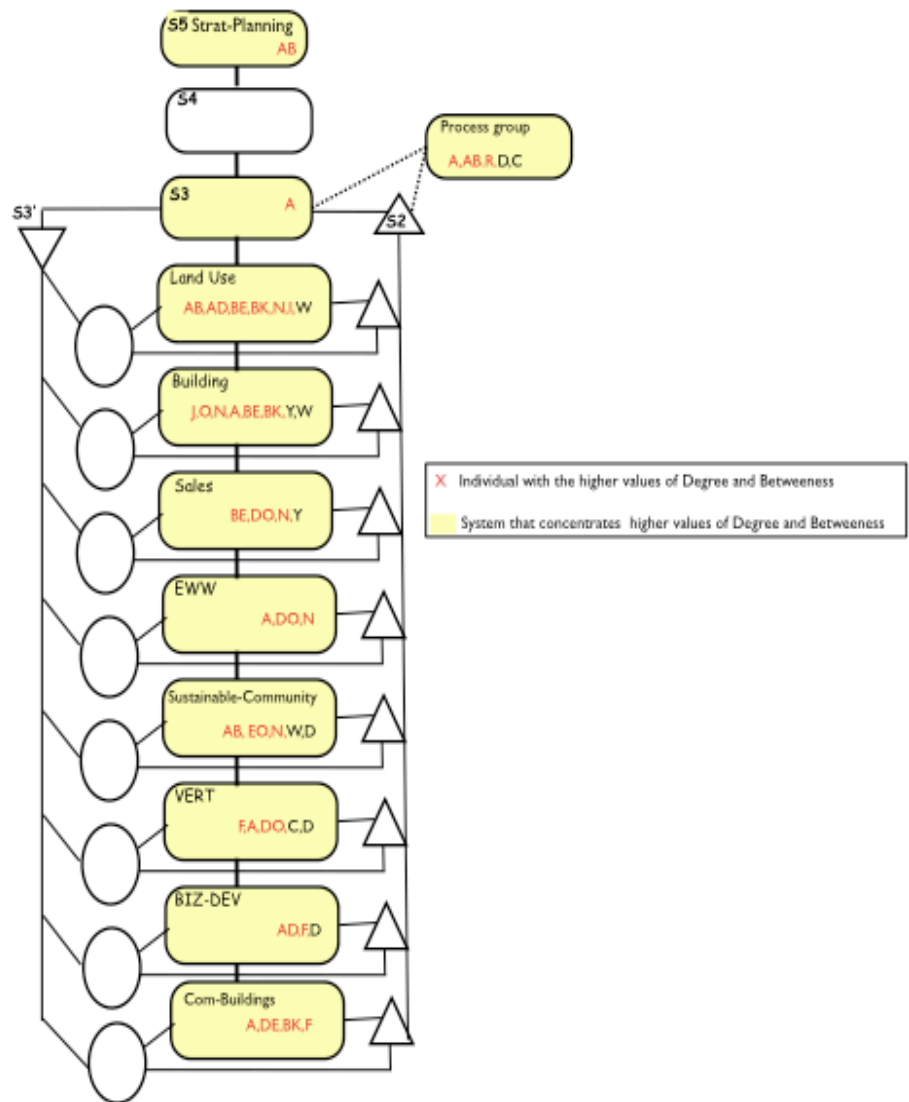 S5 Strat-Planning
AB
S4
Process group
A,AB.R,D,C
S3
A
S3'
S2
Land Use
AB,AD,BE,BK,N,I,W
Building
J,O,N,A,BE,BK,Y,W
Sales
BE,DO,N,Y
X Individual with the higher values of Degree and Betweeness
System that concentrates higher values of Degree and Betweeness
EWW
A,DO,N
Sustainable-Community
AB, EO,N,W,D
VERT
F,A,DO,C,D
BIZ-DEV
AD,F,D
Com-Buildings
A,DE,BK,F